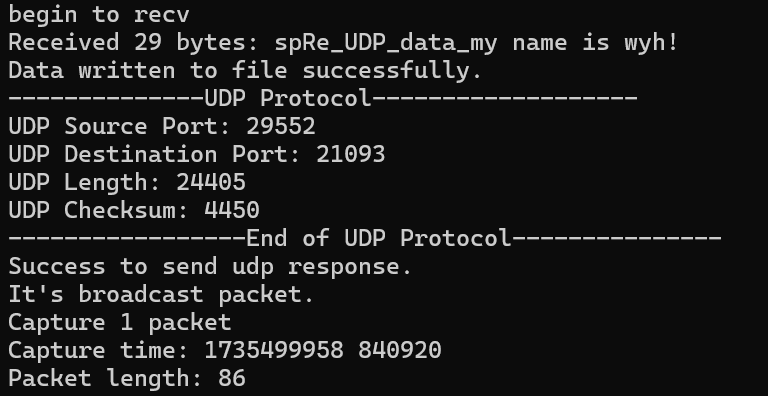 begin to recv
Received 29 bytes: spRe_UDP_data_my name is wyh!
Data written to file successfully.
--------------UDP Protocol-------------------
UDP Source Port: 29552
UDP Destination Port: 21093
UDP Length: 24405
UDP Checksum: 4450
-----------------End of UDP Protocol---------------
Success to send udp response.
It's broadcast packet.
Capture 1 packet
Capture time: 1735499958 840920
Packet length: 86